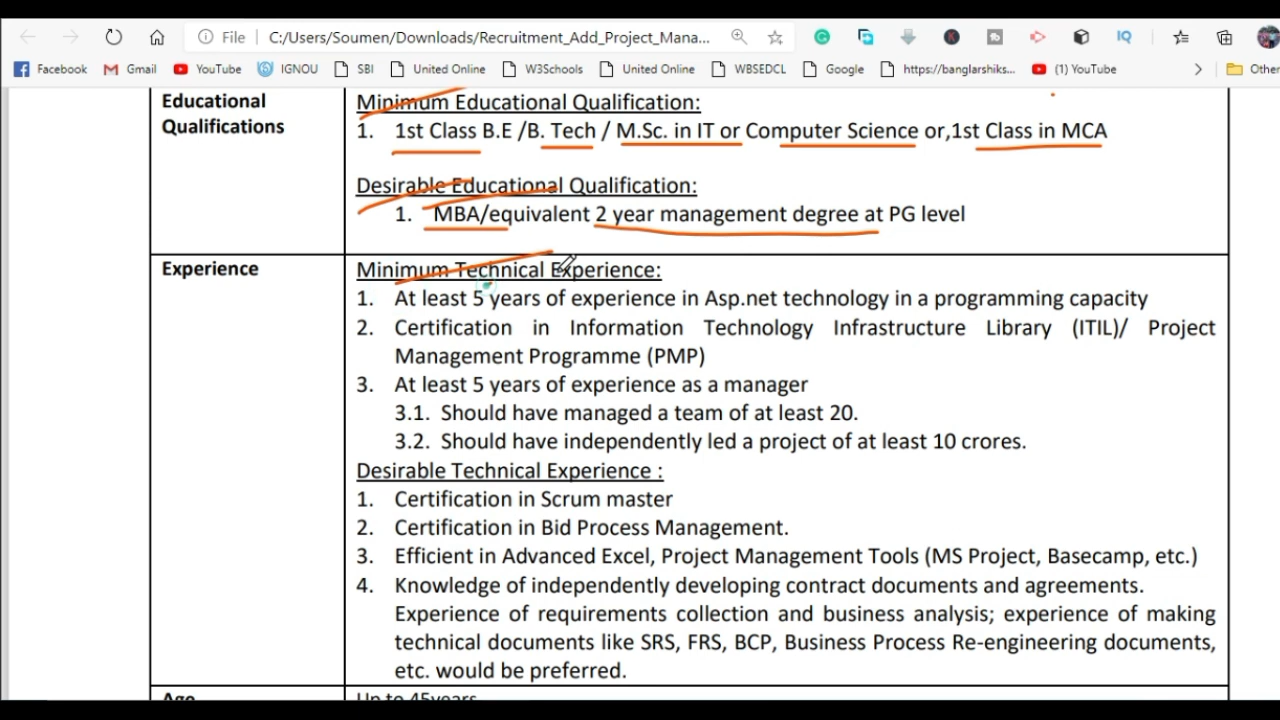 File C:/Users/Soumen/Downloads/Recruitment_Add_Project_Mana... IQ
Facebook Gmail YouTube IGNOU SBI United Online W3Schools United Online WBSEDCL Google https://banglarshiks... (1) YouTube Other
Educational
Qualifications
Minimum Educational Qualification:
1. 1st Class B.E /B. Tech / M.Sc. in IT or Computer Science or,1st Class in MCA
Desirable Educational Qualification:
1. MBA/equivalent 2 year management degree at PG level
Experience
Minimum Technical Experience:
1. At least 5 years of experience in Asp.net technology in a programming capacity
2. Certification in Information Technology Infrastructure Library (ITIL)/ Project
Management Programme (PMP)
3. At least 5 years of experience as a manager
3.1. Should have managed a team of at least 20.
3.2. Should have independently led a project of at least 10 crores.
Desirable Technical Experience :
1. Certification in Scrum master
2. Certification in Bid Process Management.
3. Efficient in Advanced Excel, Project Management Tools (MS Project, Basecamp, etc.)
4. Knowledge of independently developing contract documents and agreements.
Experience of requirements collection and business analysis; experience of making
technical documents like SRS, FRS, BCP, Business Process Re-engineering documents,
etc. would be preferred.
Age Up to 45years